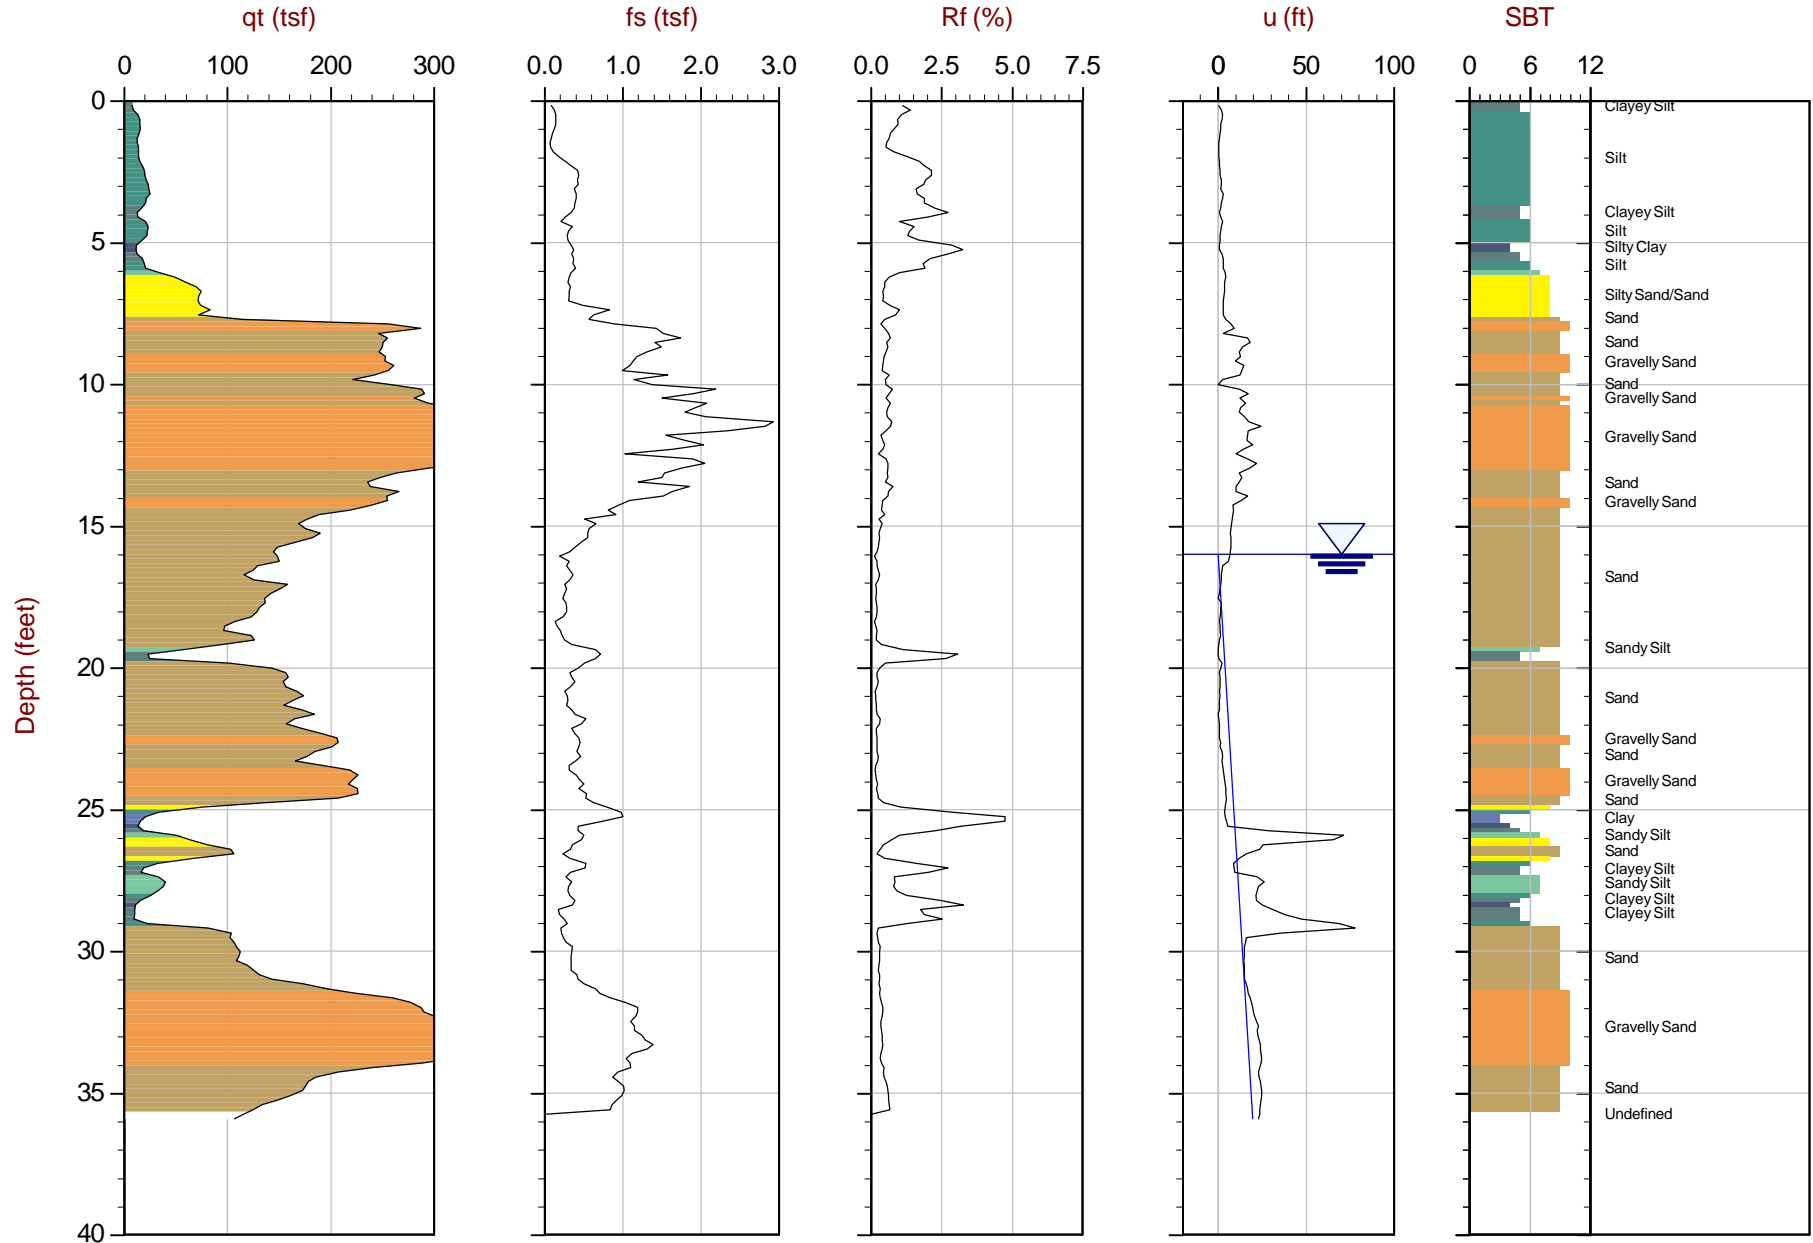 qt (tsf) fs (tsf) Rf (%) u (ft) SBT
0 100 200 300 0.0 1.0 2.0 3.0 0.0 2.5 5.0 7.5 0 50 100 0 6 12
0
5
10
15
20
25
30
35
40
Depth (feet)
Clayey Silt
Silt
Clayey Silt
Silt
Silty Clay
Silt
Silty Sand/Sand
Sand
Sand
Gravelly Sand
Sand
Gravelly Sand
Gravelly Sand
Sand
Gravelly Sand
Sand
Sandy Silt
Sand
Gravelly Sand
Sand
Gravelly Sand
Sand
Clay
Sandy Silt
Sand
Clayey Silt
Sandy Silt
Clayey Silt
Clayey Silt
Sand
Gravelly Sand
Sand
Undefined